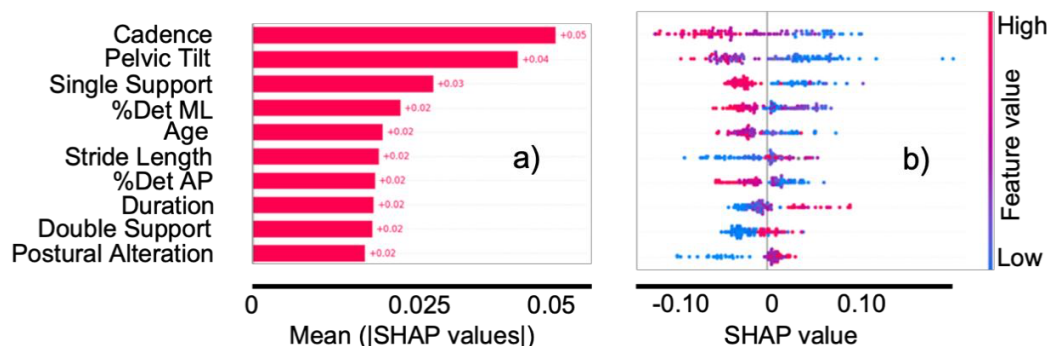 Cadence
Pelvic Tilt
Single Support
%Det ML
Age
Stride Length
%Det AP
Duration
Double Support
Postural Alteration
+0.05
+0.04
+0.03
+0.02
+0.02
+0.02
+0.02
+0.02
+0.02
+0.02
a)
0 0.025 0.05
Mean (|SHAP values|)
b)
High
Feature value
Low
-0.10 0 0.10
SHAP value